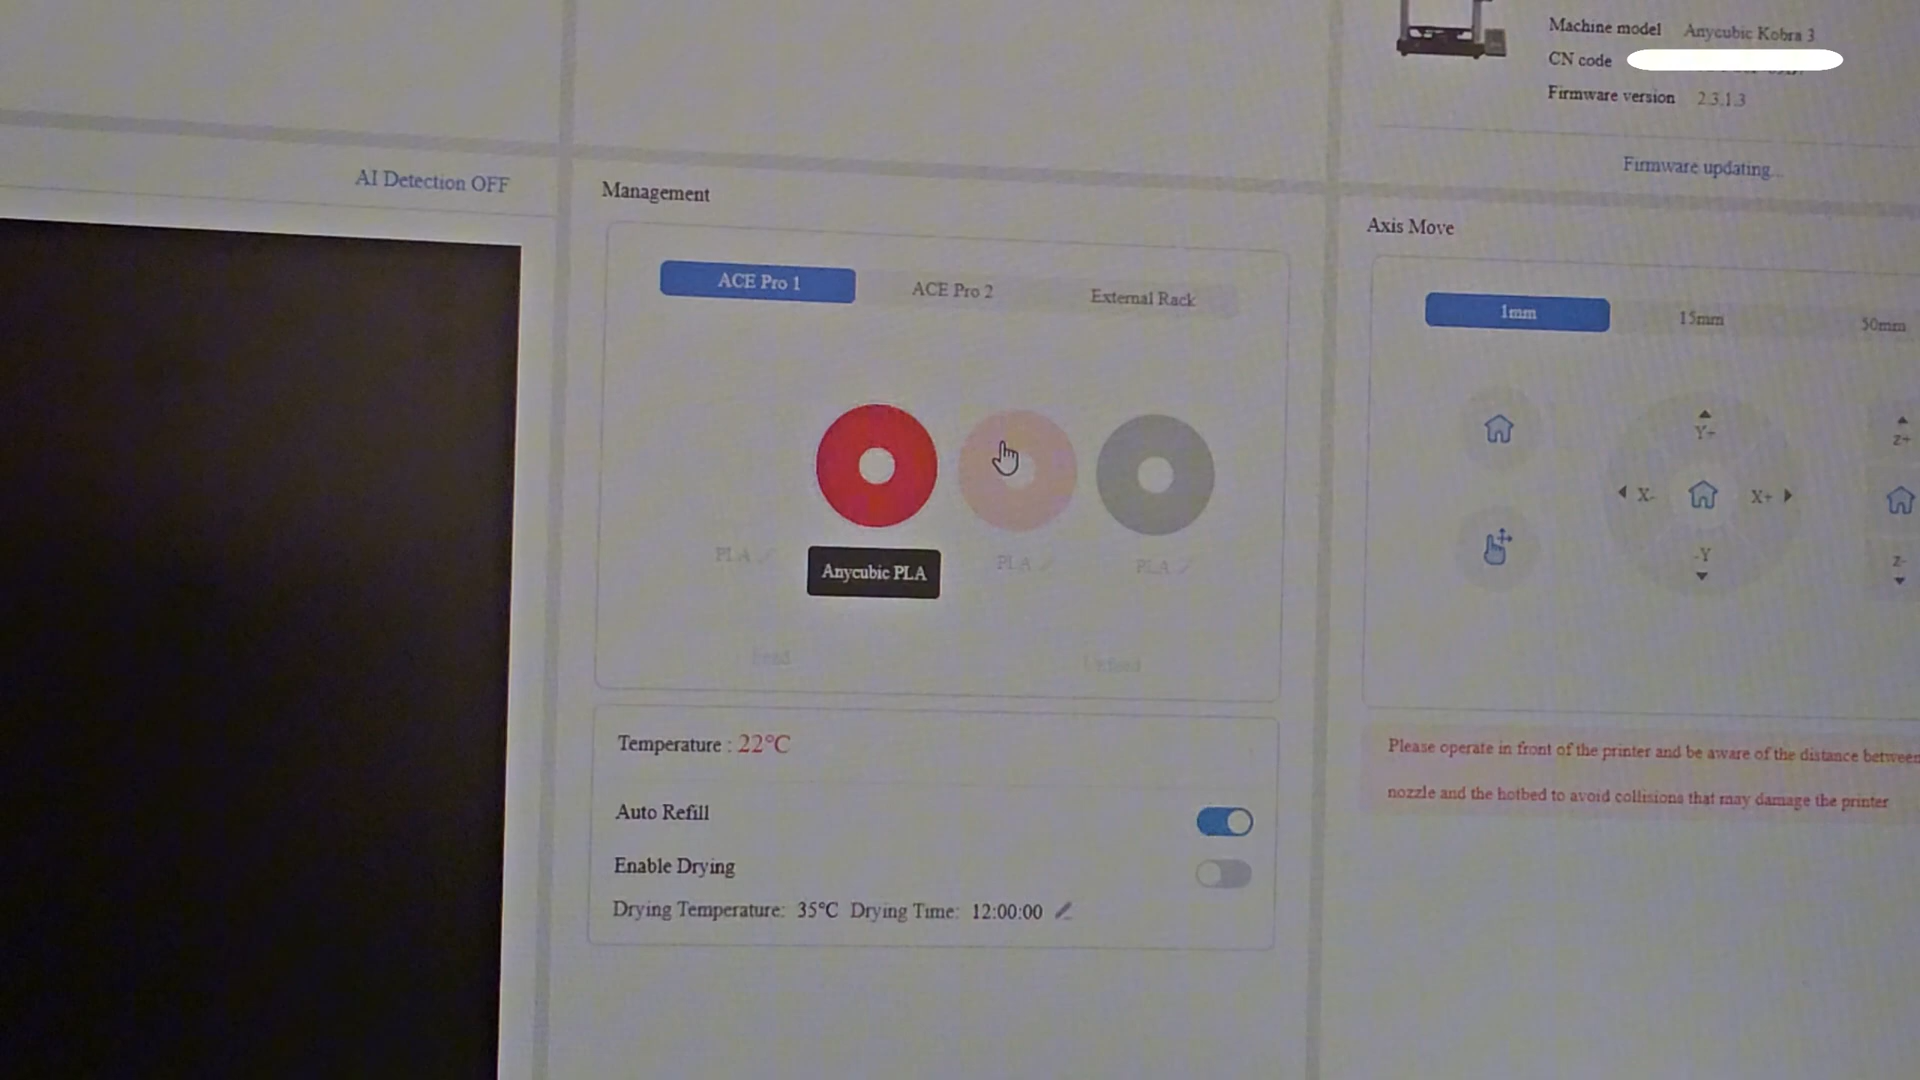 Machine model Anycubic Kobra 3
CN code
Firmware version 2.3.1.3
Firmware updating...
AI Detection OFF
Management
ACE Pro 1
ACE Pro 2
External Rack
PLA
Anycubic PLA
PLA
PLA
Feed
Unfeed
Temperature : 22°C
Auto Refill
Enable Drying
Drying Temperature: 35°C Drying Time: 12:00:00
Axis Move
1mm
15mm
50mm
Y+
Z+
X-
X+
-Y
Z-
Please operate in front of the printer and be aware of the distance between
nozzle and the hotbed to avoid collisions that may damage the printer